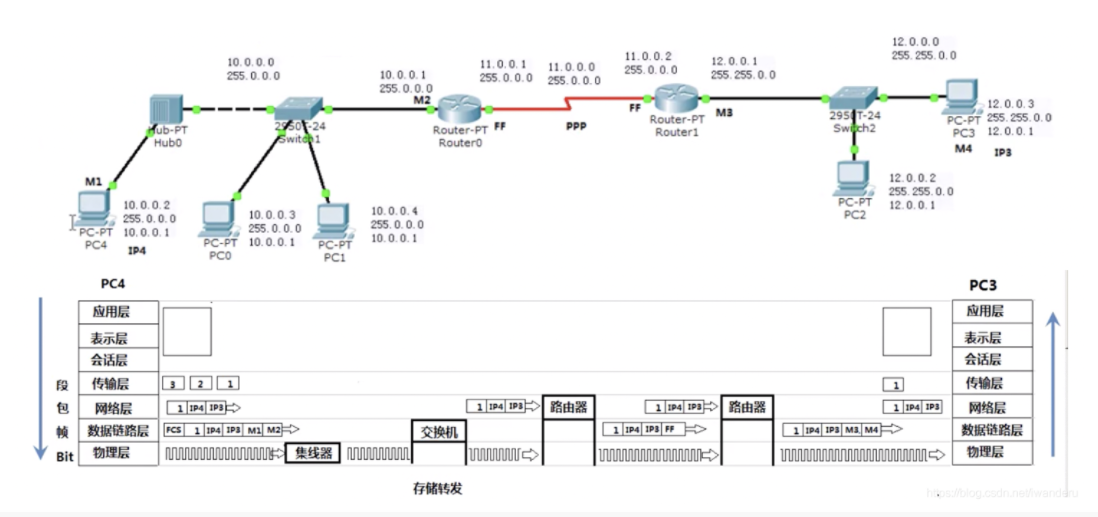 10.0.0.0
255.0.0.0
10.0.0.1
255.0.0.0
M2
11.0.0.1
255.0.0.0
11.0.0.0
255.0.0.0
11.0.0.2
255.0.0.0
12.0.0.1
255.255.0.0
12.0.0.0
255.255.0.0
Hub-PT
Hub0
2950T-24
Switch1
Router-PT
Router0
FF
PPP
FF
Router-PT
Router1
M3
2950T-24
Switch2
PC-PT
PC3
M4
12.0.0.3
255.255.0.0
12.0.0.1
IP3
M1
10.0.0.2
255.0.0.0
10.0.0.1
PC-PT
PC4
IP4
PC-PT
PC0
10.0.0.3
255.0.0.0
10.0.0.1
PC-PT
PC1
10.0.0.4
255.0.0.0
10.0.0.1
PC-PT
PC2
12.0.0.2
255.255.0.0
12.0.0.1
PC4
PC3
应用层
应用层
表示层
表示层
会话层
会话层
段 传输层 3 2 1
1 传输层
包 网络层 1 IP4 IP3
1 IP4 IP3 路由器
1 IP4 IP3 路由器
1 IP4 IP3 网络层
帧 数据链路层 FCS 1 IP4 IP3 M1 M2
交换机
1 IP4 IP3 FF
1 IP4 IP3 M3 M4
数据链路层
Bit 物理层
集线器
物理层
存储转发
https://blog.csdn.net/iwanderu